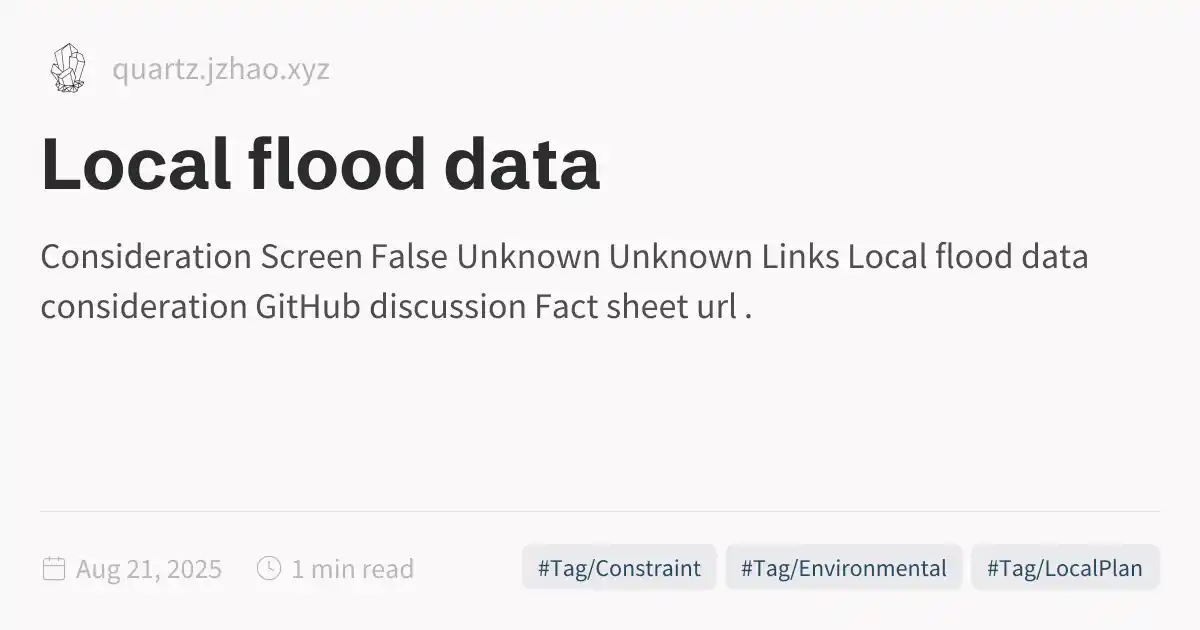 quartz.jzhao.xyz
Local flood data
Consideration Screen False Unknown Unknown Links Local flood data
consideration GitHub discussion Fact sheet url .
Aug 21, 2025 1 min read #Tag/Constraint #Tag/Environmental #Tag/LocalPlan